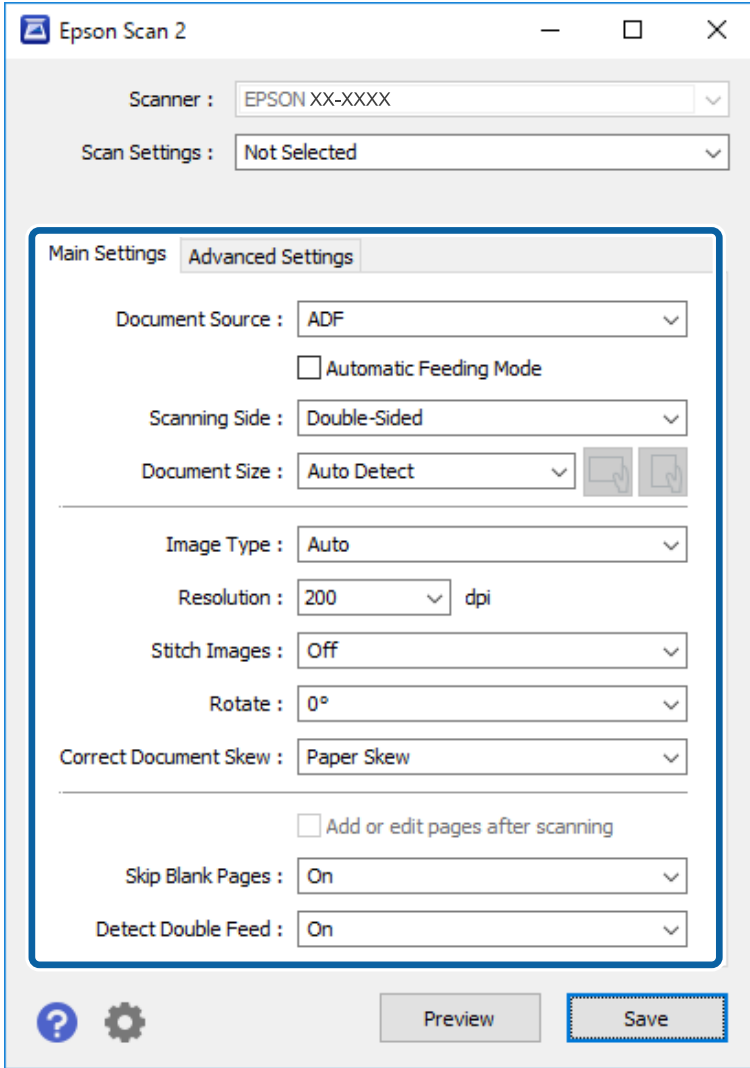 Epson Scan 2
Scanner : EPSON XX-XXXX
Scan Settings : Not Selected
Main Settings Advanced Settings
Document Source : ADF
Automatic Feeding Mode
Scanning Side : Double-Sided
Document Size : Auto Detect
Image Type : Auto
Resolution : 200 dpi
Stitch Images : Off
Rotate : 0°
Correct Document Skew : Paper Skew
Add or edit pages after scanning
Skip Blank Pages : On
Detect Double Feed : On
? Preview Save